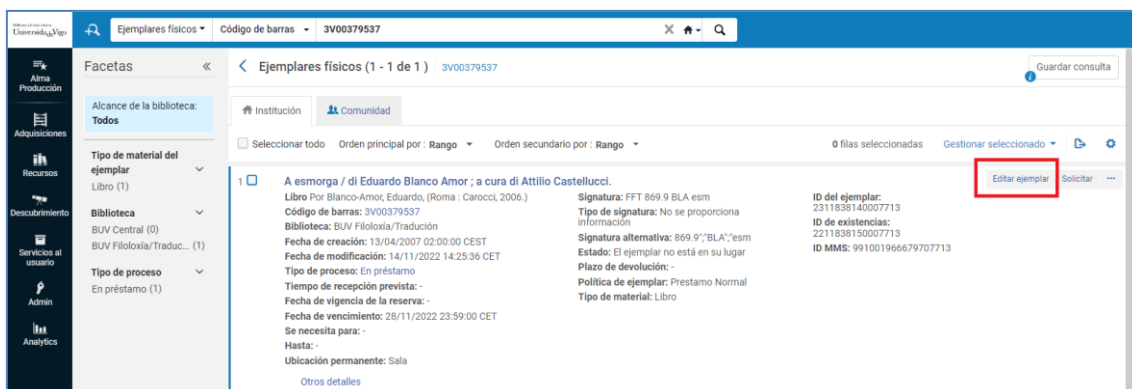 Universida de Vigo
Ejemplares físicos
Código de barras
3V00379537
Alma
Producción
Adquisiciones
Recursos
Descubrimiento
Servicios al
usuario
Admin
Analytics
Facetas
Alcance de la biblioteca:
Todos
Tipo de material del
ejemplar
Libro (1)
Biblioteca
BUV Central (0)
BUV Filoloxía/Traduc... (1)
Tipo de proceso
En préstamo (1)
Ejemplares físicos (1 - 1 de 1 ) 3V00379537
Guardar consulta
Institución
Comunidad
Seleccionar todo Orden principal por : Rango Orden secundario por : Rango 0 filas seleccionadas Gestionar seleccionado
1 A esmorga / di Eduardo Blanco Amor ; a cura di Attilio Castellucci.
Editar ejemplar Solicitar ...
Libro Por Blanco-Amor, Eduardo, (Roma : Carocci, 2006.)
Código de barras: 3V00379537
Biblioteca: BUV Filoloxía/Tradución
Fecha de creación: 13/04/2007 02:00:00 CEST
Fecha de modificación: 14/11/2022 14:25:36 CET
Tipo de proceso: En préstamo
Tiempo de recepción prevista: -
Fecha de vigencia de la reserva: -
Fecha de vencimiento: 28/11/2022 23:59:00 CET
Se necesita para: -
Hasta: -
Ubicación permanente: Sala
Otros detalles
Signatura: FFT 869.9 BLA esm
Tipo de signatura: No se proporciona
información
Signatura alternativa: 869.9";"BLA";"esm
Estado: El ejemplar no está en su lugar
Plazo de devolución: -
Política de ejemplar: Prestamo Normal
Tipo de material: Libro
ID del ejemplar:
2311838140007713
ID de existencias:
2211838150007713
ID MMS: 991001966679707713